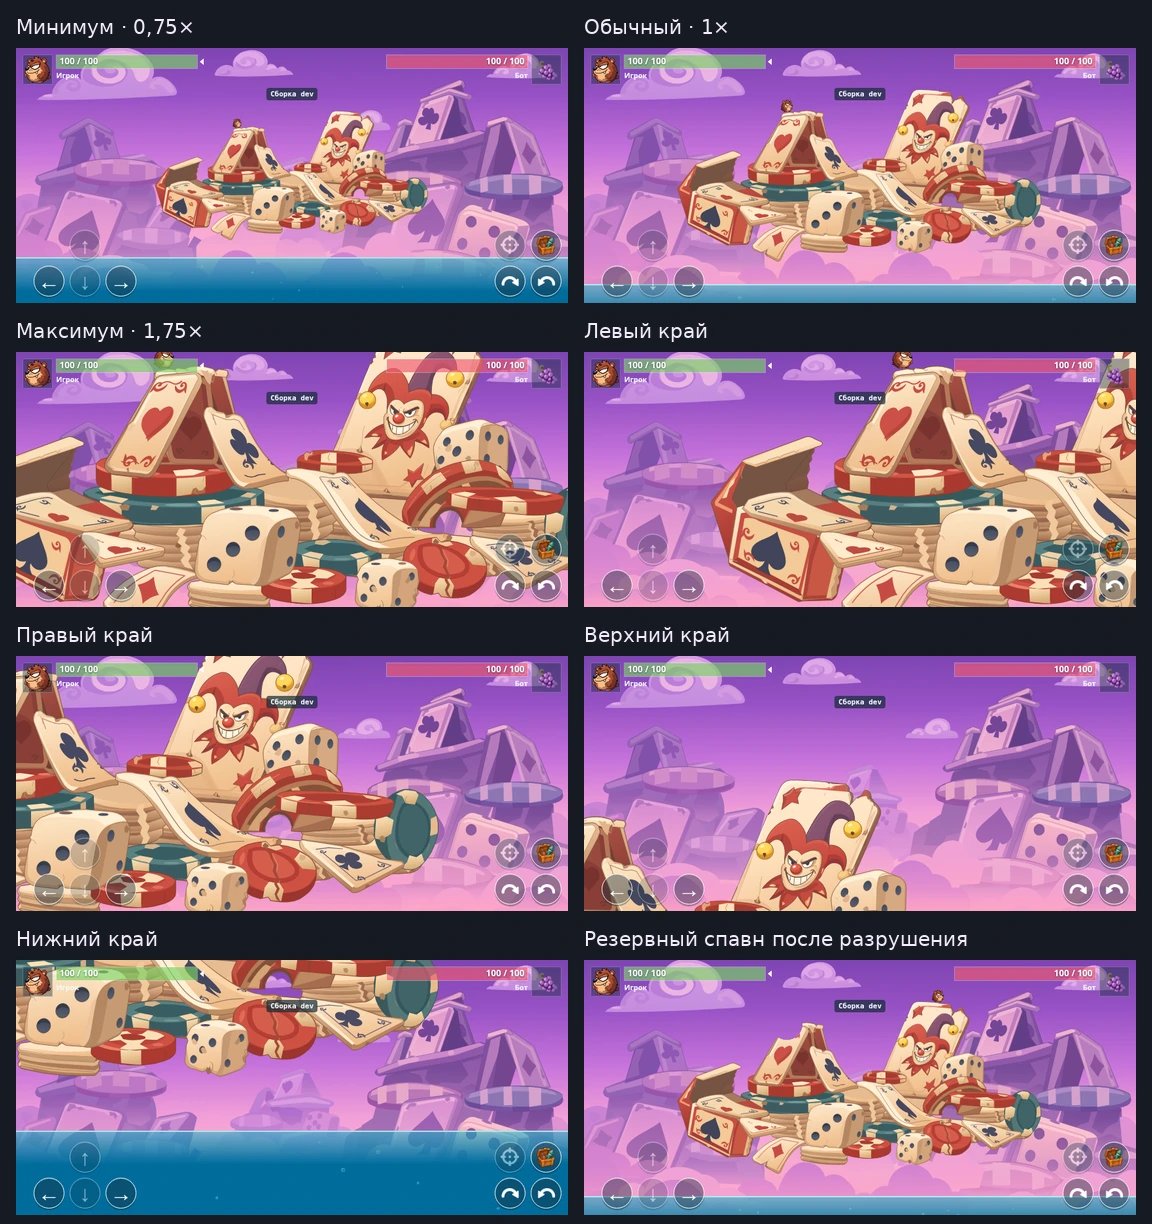 Минимум · 0,75×
100 / 100
100 / 100
Игрок
Бот
Сборка dev
Обычный · 1×
100 / 100
100 / 100
Игрок
Бот
Сборка dev
Максимум · 1,75×
100 / 100
100 / 100
Игрок
Бот
Сборка dev
Левый край
100 / 100
100 / 100
Игрок
Бот
Сборка dev
Правый край
100 / 100
100 / 100
Игрок
Бот
Сборка dev
Верхний край
100 / 100
100 / 100
Игрок
Бот
Сборка dev
Нижний край
100 / 100
100 / 100
Игрок
Бот
Сборка dev
Резервный спавн после разрушения
100 / 100
100 / 100
Игрок
Бот
Сборка dev